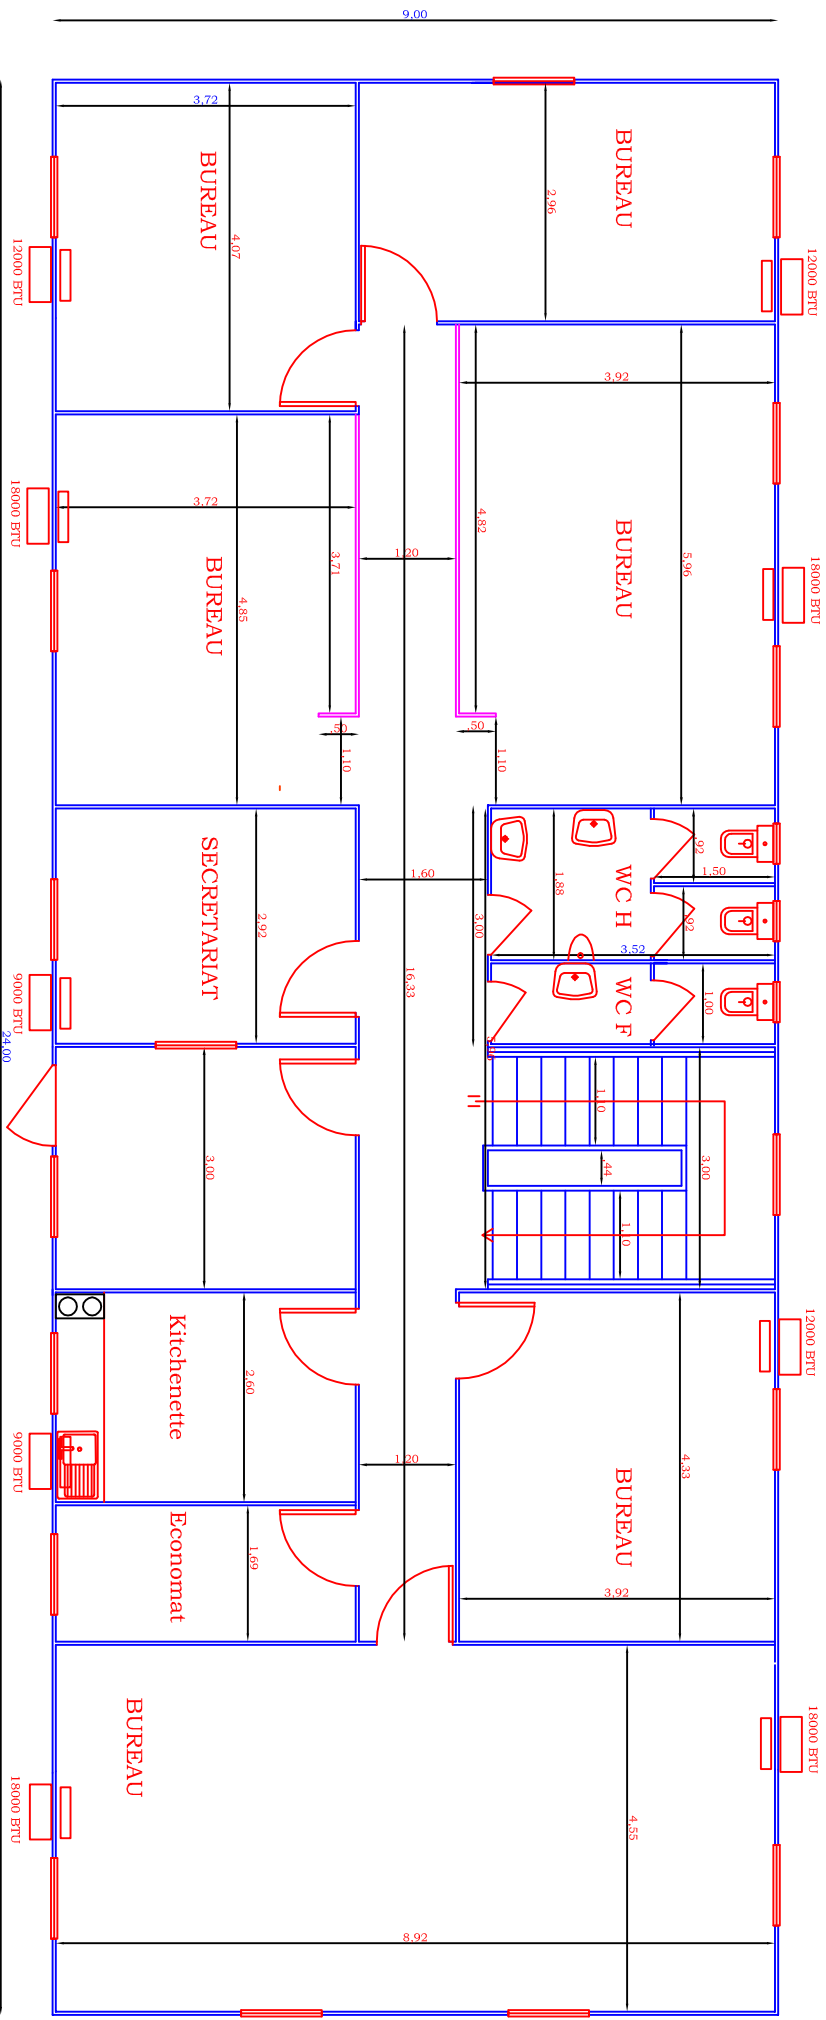 9,00
3,72
BUREAU
4,07
12000 BTU
BUREAU
2,96
12000 BTU
3,92
4,82
5,96
BUREAU
18000 BTU
18000 BTU
3,72
3,71
1,20
BUREAU
4,85
,50
1,10
,50
1,10
SECRETARIAT
2,92
9000 BTU
1,60
3,00
16,33
WC H
1,88
,92
1,50
,92
3,52
WC F
1,00
24,00
3,00
1,10
,44
1,10
3,00
Kitchenette
2,60
9000 BTU
12000 BTU
4,33
BUREAU
1,20
3,92
Economat
1,69
BUREAU
18000 BTU
18000 BTU
4,55
8,92